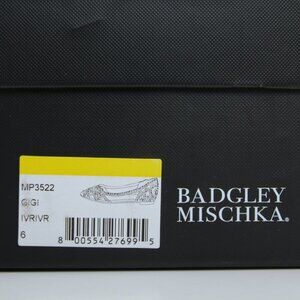 MP3522
GIGI
IVRIVR
6
8 00554 27699 5
BADGLEY
MISCHKA®